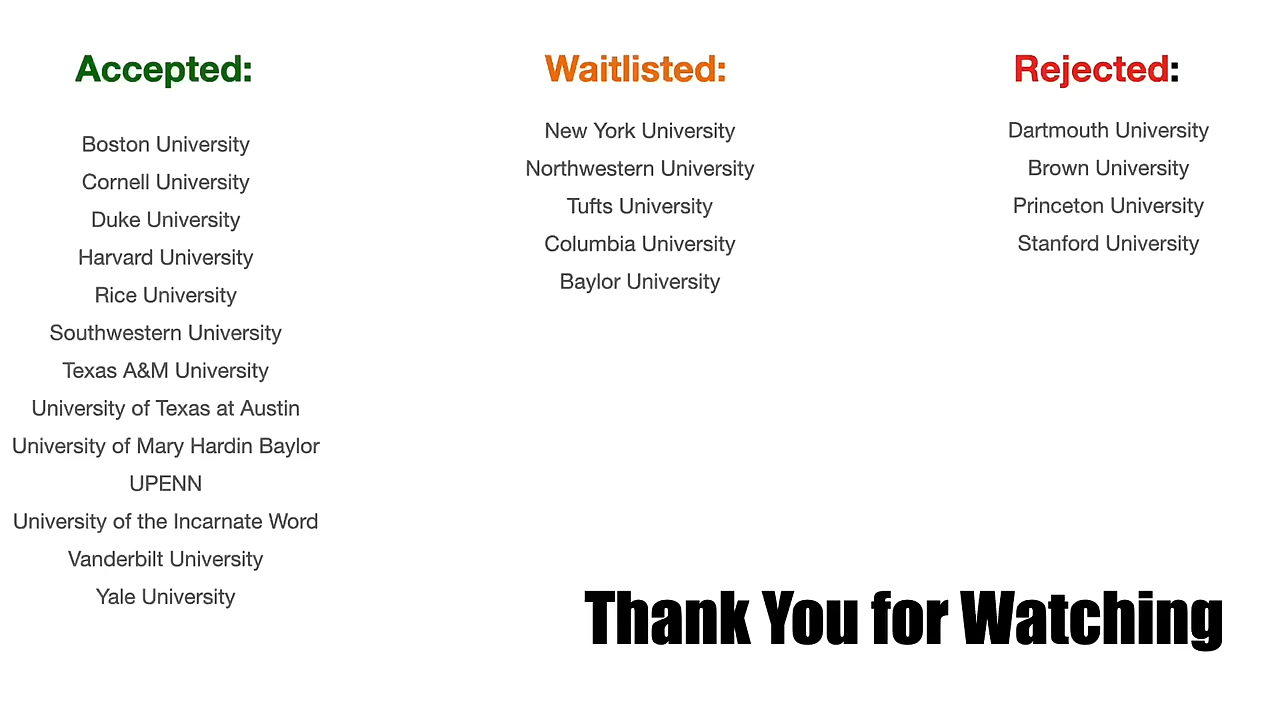 Accepted:
Boston University
Cornell University
Duke University
Harvard University
Rice University
Southwestern University
Texas A&M University
University of Texas at Austin
University of Mary Hardin Baylor
UPENN
University of the Incarnate Word
Vanderbilt University
Yale University
Waitlisted:
New York University
Northwestern University
Tufts University
Columbia University
Baylor University
Rejected:
Dartmouth University
Brown University
Princeton University
Stanford University
Thank You for Watching